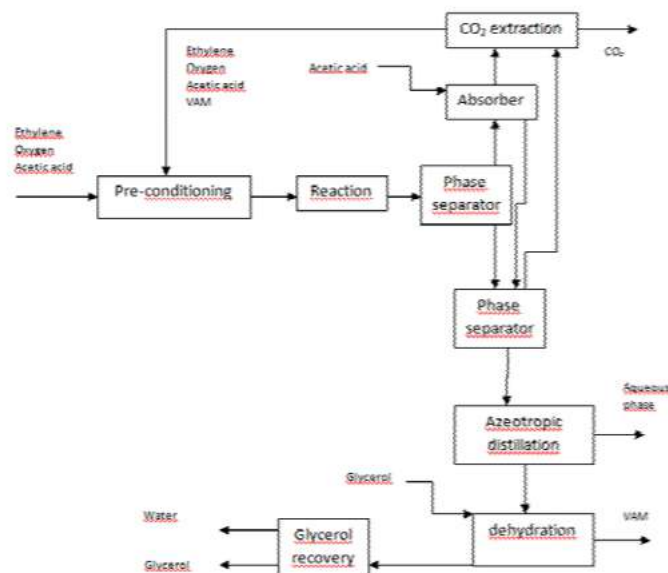 CO₂ extraction
CO₂
Ethylene
Oxygen
Acetic acid
VAM
Acetic acid
Absorber
Ethylene
Oxygen
Acetic acid
Pre-conditioning
Reaction
Phase
separator
Phase
separator
Aqueous
phase
Azeotropic
distillation
Glycerol
Water
dehydration
VAM
Glycerol
recovery
Glycerol